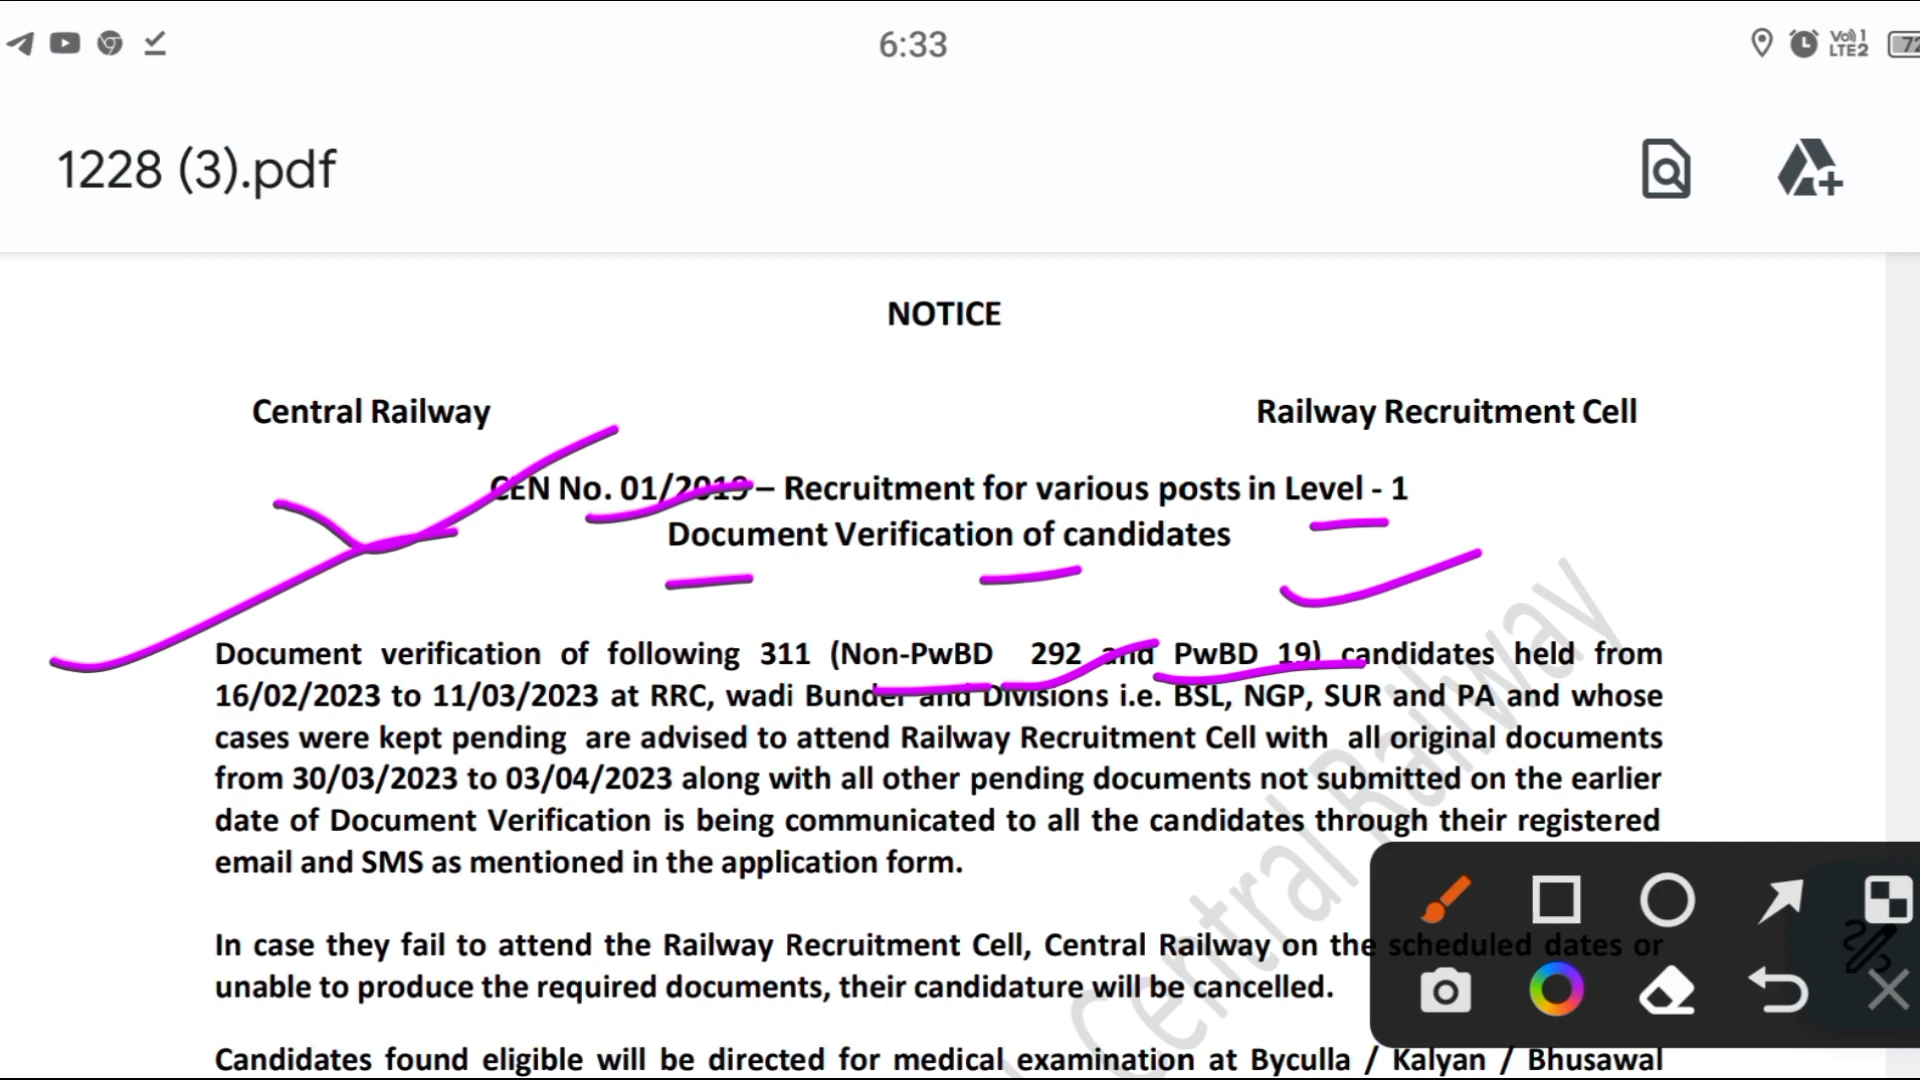 6:33
Vo) 1
LTE2
72
1228 (3).pdf
NOTICE
Central Railway Railway Recruitment Cell
CEN No. 01/2019 – Recruitment for various posts in Level - 1
Document Verification of candidates
Document verification of following 311 (Non-PwBD 292 and PwBD 19) candidates held from
16/02/2023 to 11/03/2023 at RRC, wadi Bunder and Divisions i.e. BSL, NGP, SUR and PA and whose
cases were kept pending are advised to attend Railway Recruitment Cell with all original documents
from 30/03/2023 to 03/04/2023 along with all other pending documents not submitted on the earlier
date of Document Verification is being communicated to all the candidates through their registered
email and SMS as mentioned in the application form.
In case they fail to attend the Railway Recruitment Cell, Central Railway on the scheduled dates or
unable to produce the required documents, their candidature will be cancelled.
Candidates found eligible will be directed for medical examination at Byculla / Kalyan / Bhusawal
Central Railway